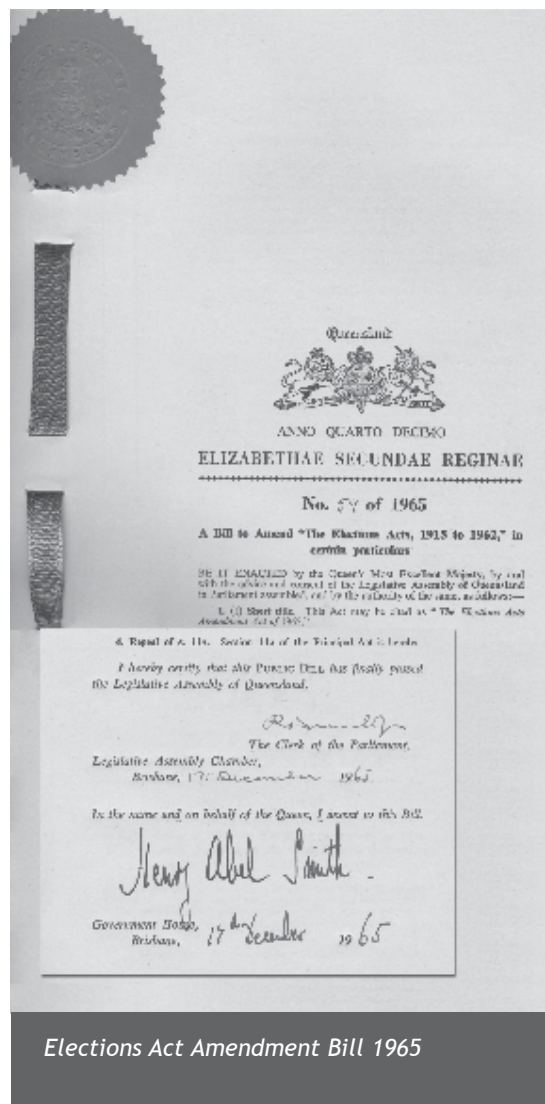 Queensland
ANNO QUARTO DECIMO
ELIZABETHAE SECUNDAE REGINAE
No. 54 of 1965
A Bill to Amend "The Elections Acts, 1915 to 1962," in
certain particulars
BE IT ENACTED by the Queen's Most Excellent Majesty, by and
with the advice and consent of the Legislative Assembly of Queensland
in Parliament assembled, and by the authority of the same, as follows:—
1. (1) Short title. This Act may be cited as "The Elections Acts
Amendment Act of 1965."
4. Repeal of s. 11A. Section 11A of the Principal Act is hereby
I hereby certify that this PUBLIC BILL has finally passed
the Legislative Assembly of Queensland.
The Clerk of the Parliament.
Legislative Assembly Chamber,
Brisbane, 17 December 1965
In the name and on behalf of the Queen, I assent to this Bill.
Henry Abel Smith.
Government House,
Brisbane, 17th December 1965
Elections Act Amendment Bill 1965